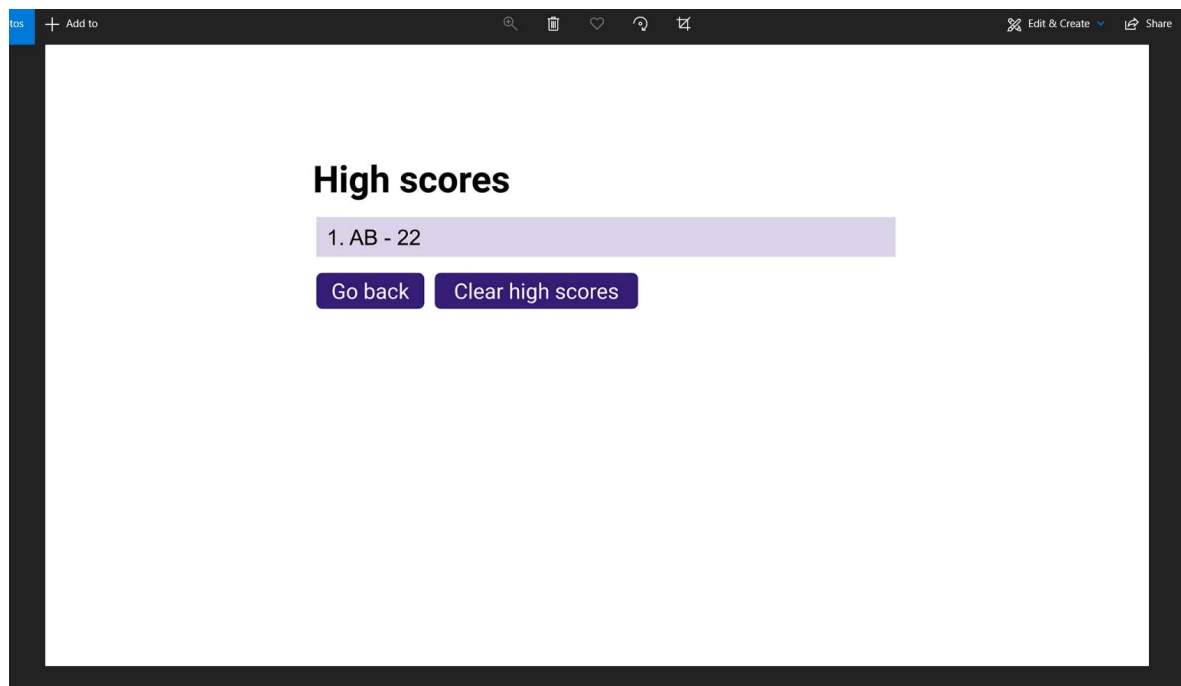 tos Add to Edit & Create Share
High scores
1. AB - 22
Go back Clear high scores